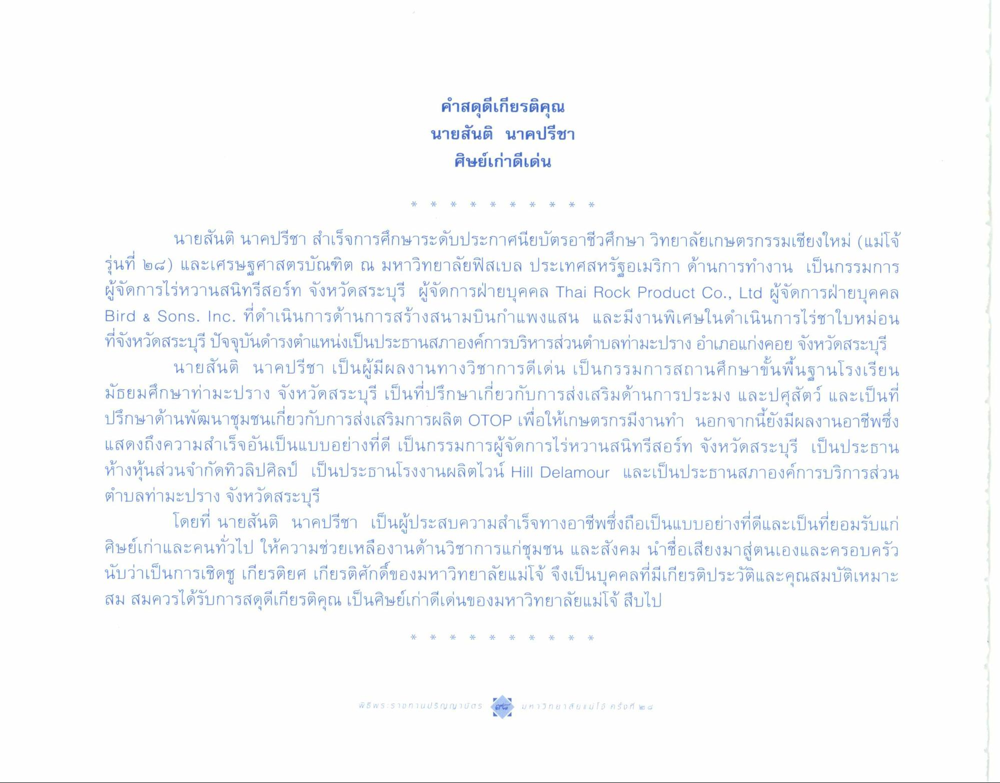 คำสดุดีเกียรติคุณ
นายสันติ นาคปรีชา
ศิษย์เก่าดีเด่น
* * * * * * * * * *
นายสันติ นาคปรีชา สำเร็จการศึกษาระดับประกาศนียบัตรอาชีวศึกษา วิทยาลัยเกษตรกรรมเชียงใหม่ (แม่โจ้
รุ่นที่ ๒๘) และเศรษฐศาสตรบัณฑิต ณ มหาวิทยาลัยฟิสเบล ประเทศสหรัฐอเมริกา ด้านการทำงาน เป็นกรรมการ
ผู้จัดการไร่หวานสนิทรีสอร์ท จังหวัดสระบุรี ผู้จัดการฝ่ายบุคคล Thai Rock Product Co., Ltd ผู้จัดการฝ่ายบุคคล
Bird & Sons. Inc. ที่ดำเนินการด้านการสร้างสนามบินกำแพงแสน และมีงานพิเศษในดำเนินการไร่ชาใบหม่อน
ที่จังหวัดสระบุรี ปัจจุบันดำรงตำแหน่งเป็นประธานสภาองค์การบริหารส่วนตำบลท่ามะปราง อำเภอแก่งคอย จังหวัดสระบุรี
นายสันติ นาคปรีชา เป็นผู้มีผลงานทางวิชาการดีเด่น เป็นกรรมการสถานศึกษาขั้นพื้นฐานโรงเรียน
มัธยมศึกษาท่ามะปราง จังหวัดสระบุรี เป็นที่ปรึกษาเกี่ยวกับการส่งเสริมด้านการประมง และปศุสัตว์ และเป็นที่
ปรึกษาด้านพัฒนาชุมชนเกี่ยวกับการส่งเสริมการผลิต OTOP เพื่อให้เกษตรกรมีงานทำ นอกจากนี้ยังมีผลงานอาชีพซึ่ง
แสดงถึงความสำเร็จอันเป็นแบบอย่างที่ดี เป็นกรรมการผู้จัดการไร่หวานสนิทรีสอร์ท จังหวัดสระบุรี เป็นประธาน
ห้างหุ้นส่วนจำกัดทิวลิปศิลป์ เป็นประธานโรงงานผลิตไวน์ Hill Delamour และเป็นประธานสภาองค์การบริการส่วน
ตำบลท่ามะปราง จังหวัดสระบุรี
โดยที่ นายสันติ นาคปรีชา เป็นผู้ประสบความสำเร็จทางอาชีพซึ่งถือเป็นแบบอย่างที่ดีและเป็นที่ยอมรับแก่
ศิษย์เก่าและคนทั่วไป ให้ความช่วยเหลืองานด้านวิชาการแก่ชุมชน และสังคม นำชื่อเสียงมาสู่ตนเองและครอบครัว
นับว่าเป็นการเชิดชู เกียรติยศ เกียรติศักดิ์ของมหาวิทยาลัยแม่โจ้ จึงเป็นบุคคลที่มีเกียรติประวัติและคุณสมบัติเหมาะ
สม สมควรได้รับการสดุดีเกียรติคุณ เป็นศิษย์เก่าดีเด่นของมหาวิทยาลัยแม่โจ้ สืบไป
* * * * * * * * * *
พิธีพระราชทานปริญญาบัตร ๙๘ มหาวิทยาลัยแม่โจ้ ครั้งที่ ๒๘